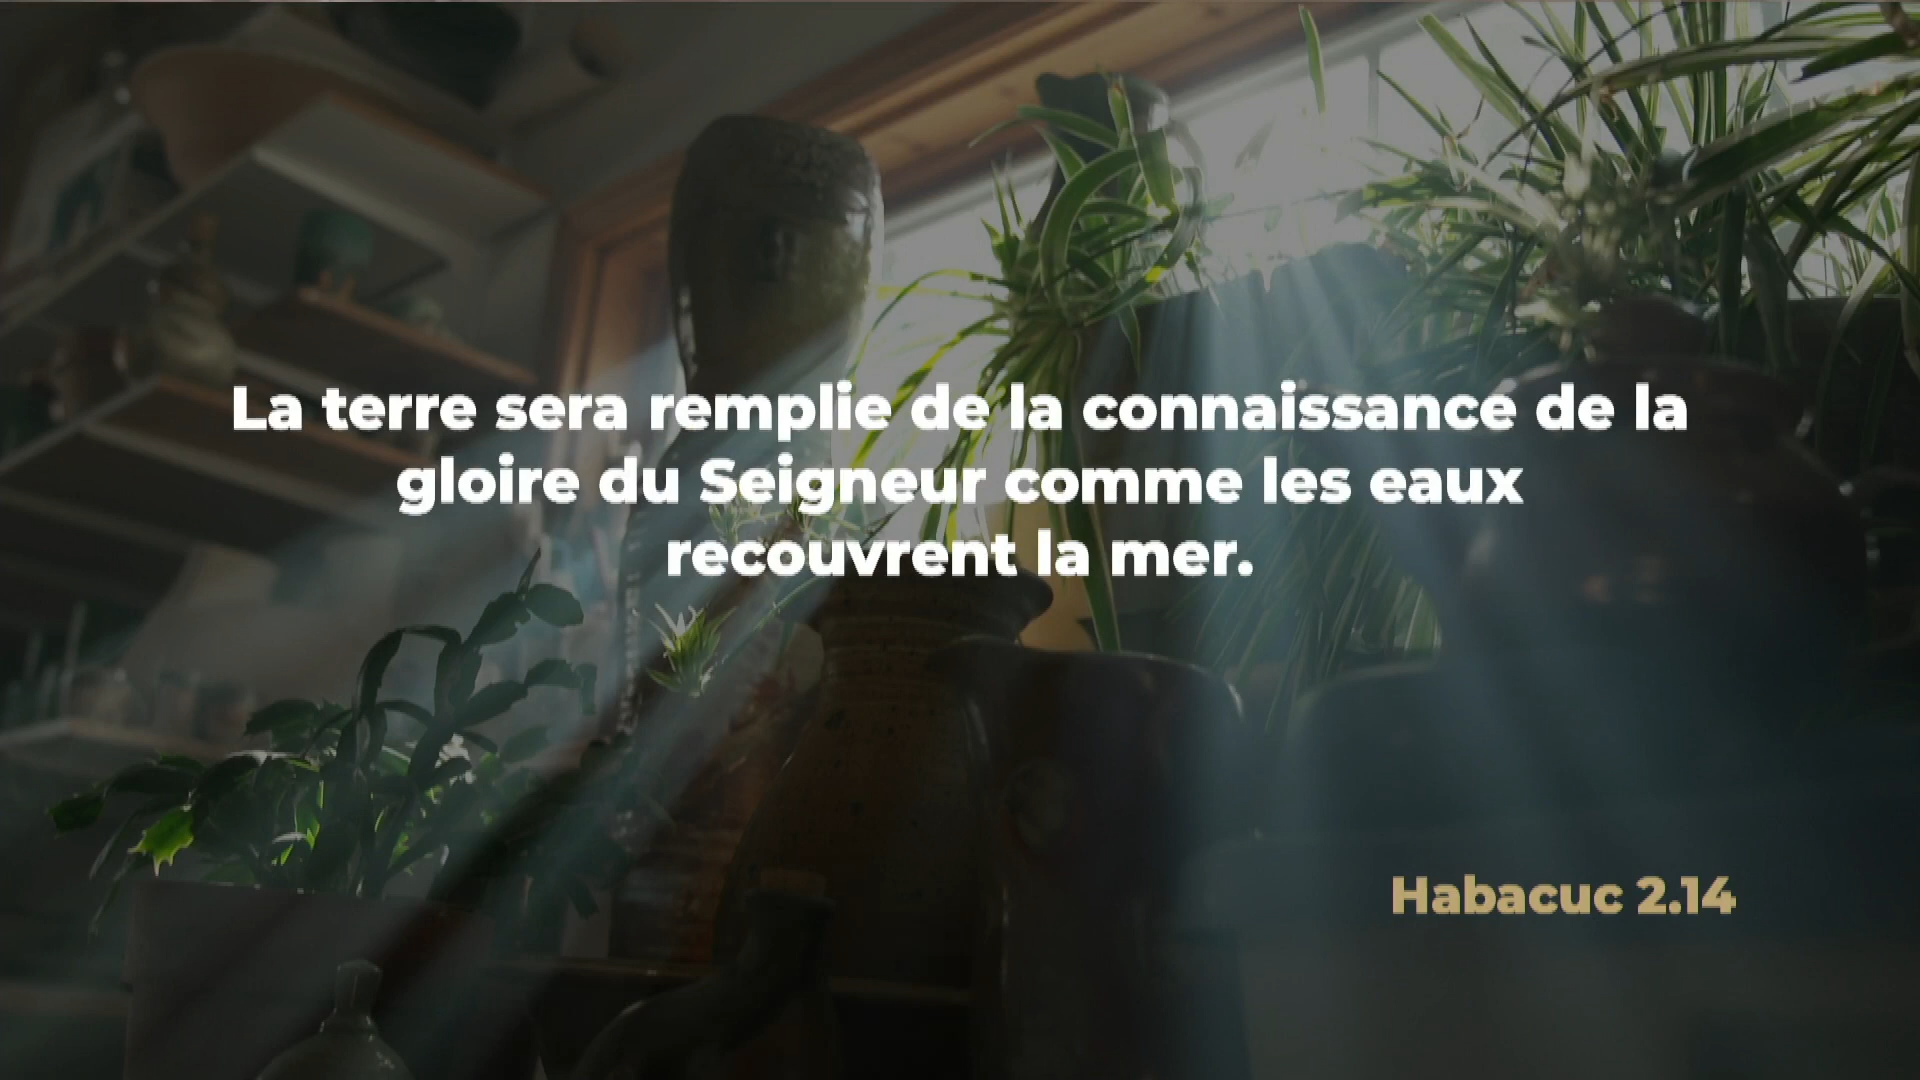 La terre sera remplie de la connaissance de la
gloire du Seigneur comme les eaux
recouvrent la mer.
Habacuc 2.14